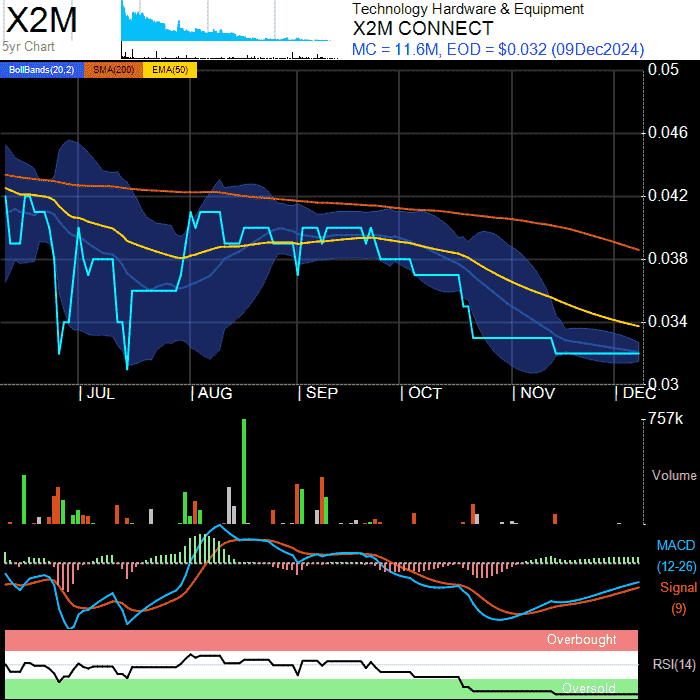 X2M
5yr Chart
Technology Hardware & Equipment
X2M CONNECT
MC = 11.6M, EOD = $0.032 (09Dec2024)
BollBands(20,2) SMA(200) EMA(50)
0.05
0.046
0.042
0.038
0.034
0.03
| JUL | AUG | SEP | OCT | NOV | DEC
757k
Volume
MACD
(12-26)
Signal
(9)
Overbought
RSI(14)
Oversold